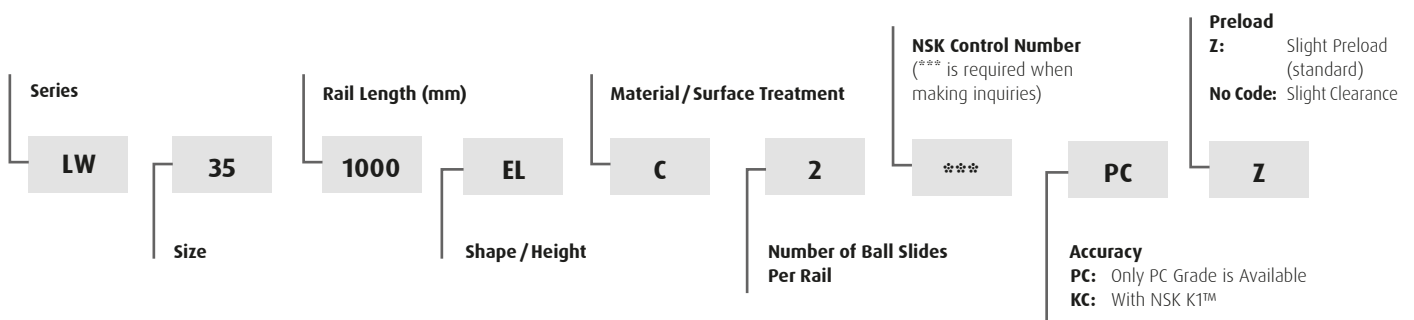 Preload
Z: Slight Preload
(standard)
No Code: Slight Clearance
NSK Control Number
(*** is required when
making inquiries)
Series
Rail Length (mm)
Material/Surface Treatment
LW 35 1000 EL C 2 *** PC Z
Size
Shape/Height
Number of Ball Slides
Per Rail
Accuracy
PC: Only PC Grade is Available
KC: With NSK K1™